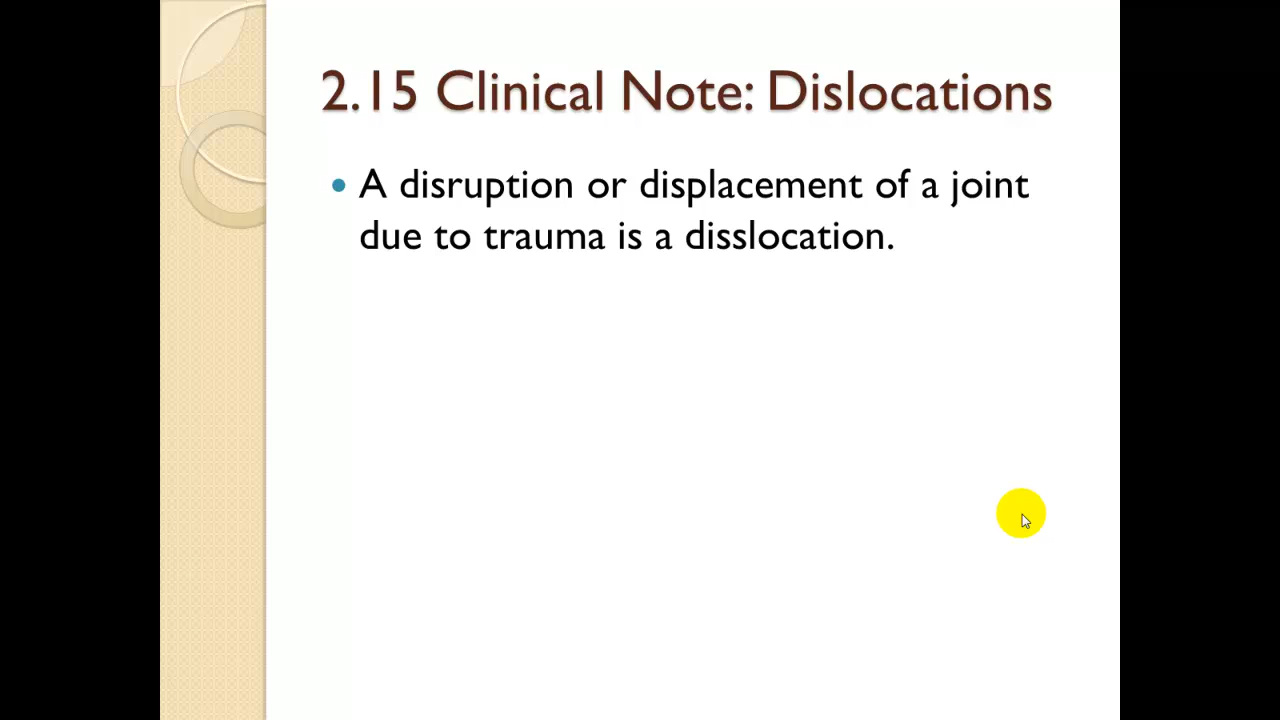 2.15 Clinical Note: Dislocations
A disruption or displacement of a joint
due to trauma is a disslocation.